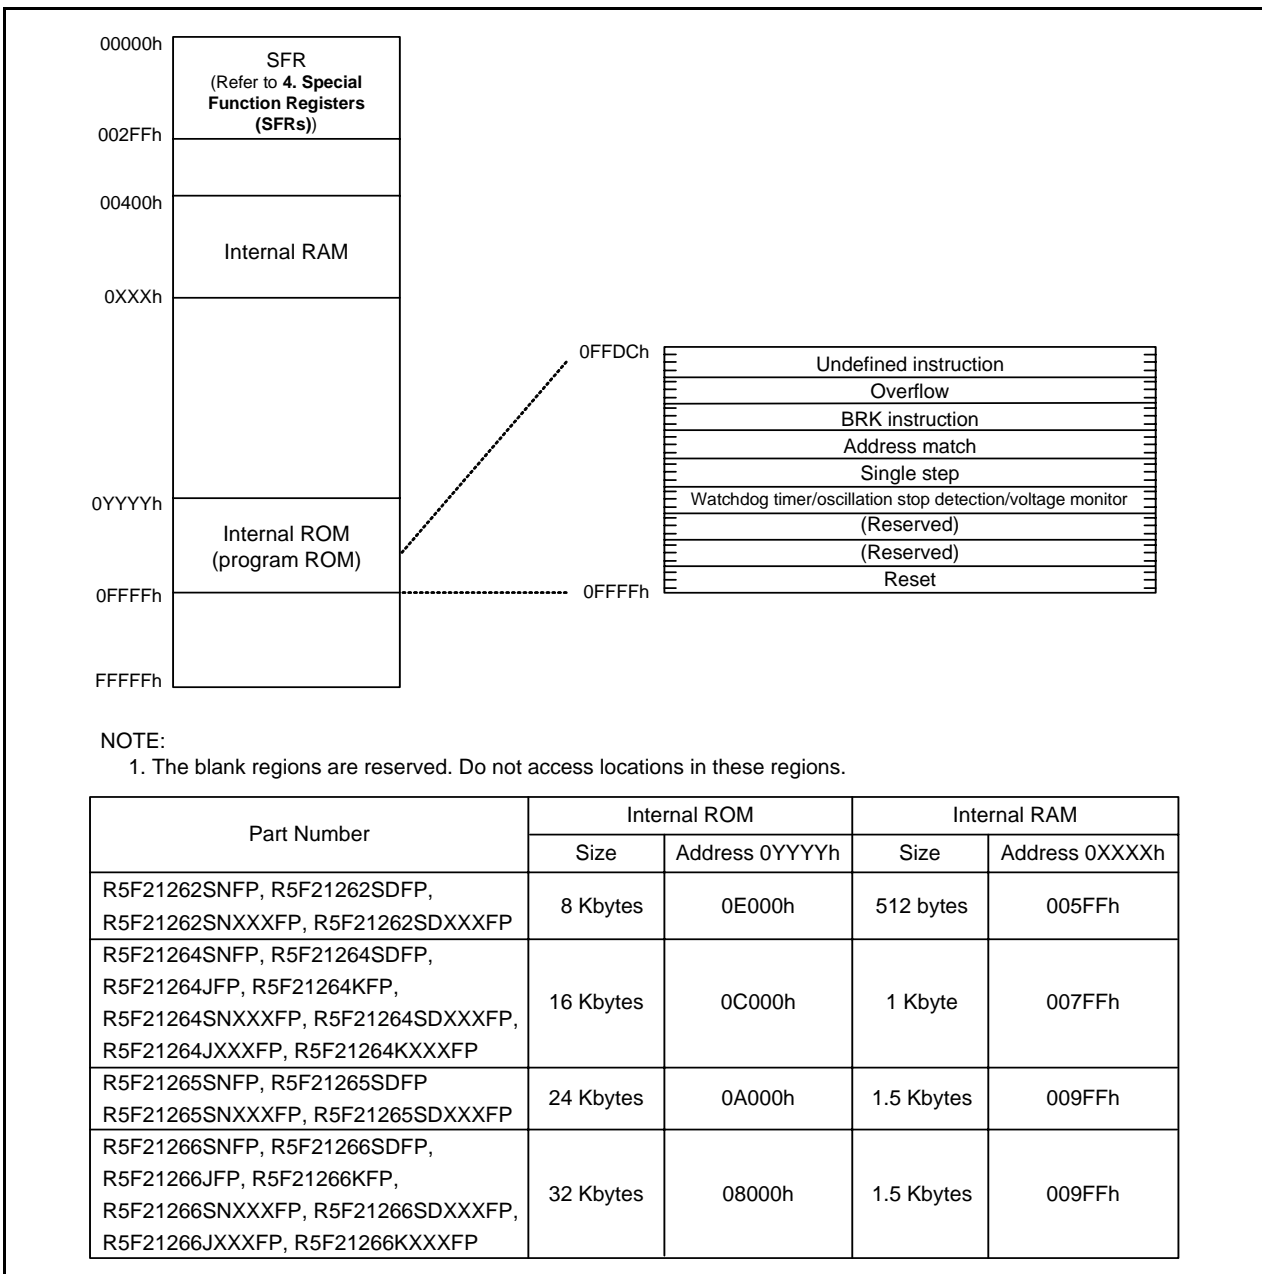 00000h
SFR
(Refer to 4. Special
Function Registers
(SFRs))
002FFh
00400h
Internal RAM
0XXXh
0YYYYh
Internal ROM
(program ROM)
0FFFFh
FFFFFh
0FFDCh
Undefined instruction
Overflow
BRK instruction
Address match
Single step
Watchdog timer/oscillation stop detection/voltage monitor
(Reserved)
(Reserved)
Reset
0FFFFh
NOTE:
1. The blank regions are reserved. Do not access locations in these regions.
Part Number
Internal ROM
Internal RAM
Size
Address 0YYYYh
Size
Address 0XXXXh
R5F21262SNFP, R5F21262SDFP,
R5F21262SNXXXFP, R5F21262SDXXXFP
8 Kbytes
0E000h
512 bytes
005FFh
R5F21264SNFP, R5F21264SDFP,
R5F21264JFP, R5F21264KFP,
R5F21264SNXXXFP, R5F21264SDXXXFP,
R5F21264JXXXFP, R5F21264KXXXFP
16 Kbytes
0C000h
1 Kbyte
007FFh
R5F21265SNFP, R5F21265SDFP
R5F21265SNXXXFP, R5F21265SDXXXFP
24 Kbytes
0A000h
1.5 Kbytes
009FFh
R5F21266SNFP, R5F21266SDFP,
R5F21266JFP, R5F21266KFP,
R5F21266SNXXXFP, R5F21266SDXXXFP,
R5F21266JXXXFP, R5F21266KXXXFP
32 Kbytes
08000h
1.5 Kbytes
009FFh